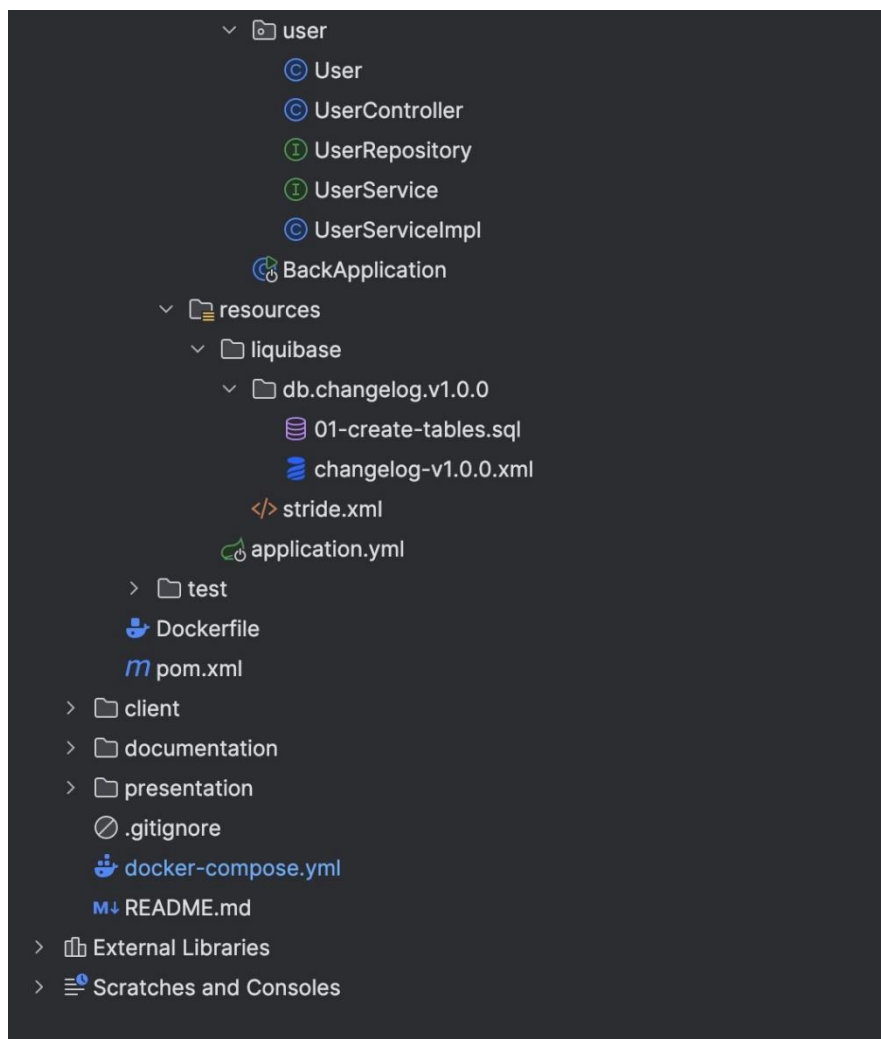 user
User
UserController
UserRepository
UserService
UserServiceImpl
BackApplication
resources
liquibase
db.changelog.v1.0.0
01-create-tables.sql
changelog-v1.0.0.xml
stride.xml
application.yml
test
Dockerfile
pom.xml
client
documentation
presentation
.gitignore
docker-compose.yml
README.md
External Libraries
Scratches and Consoles